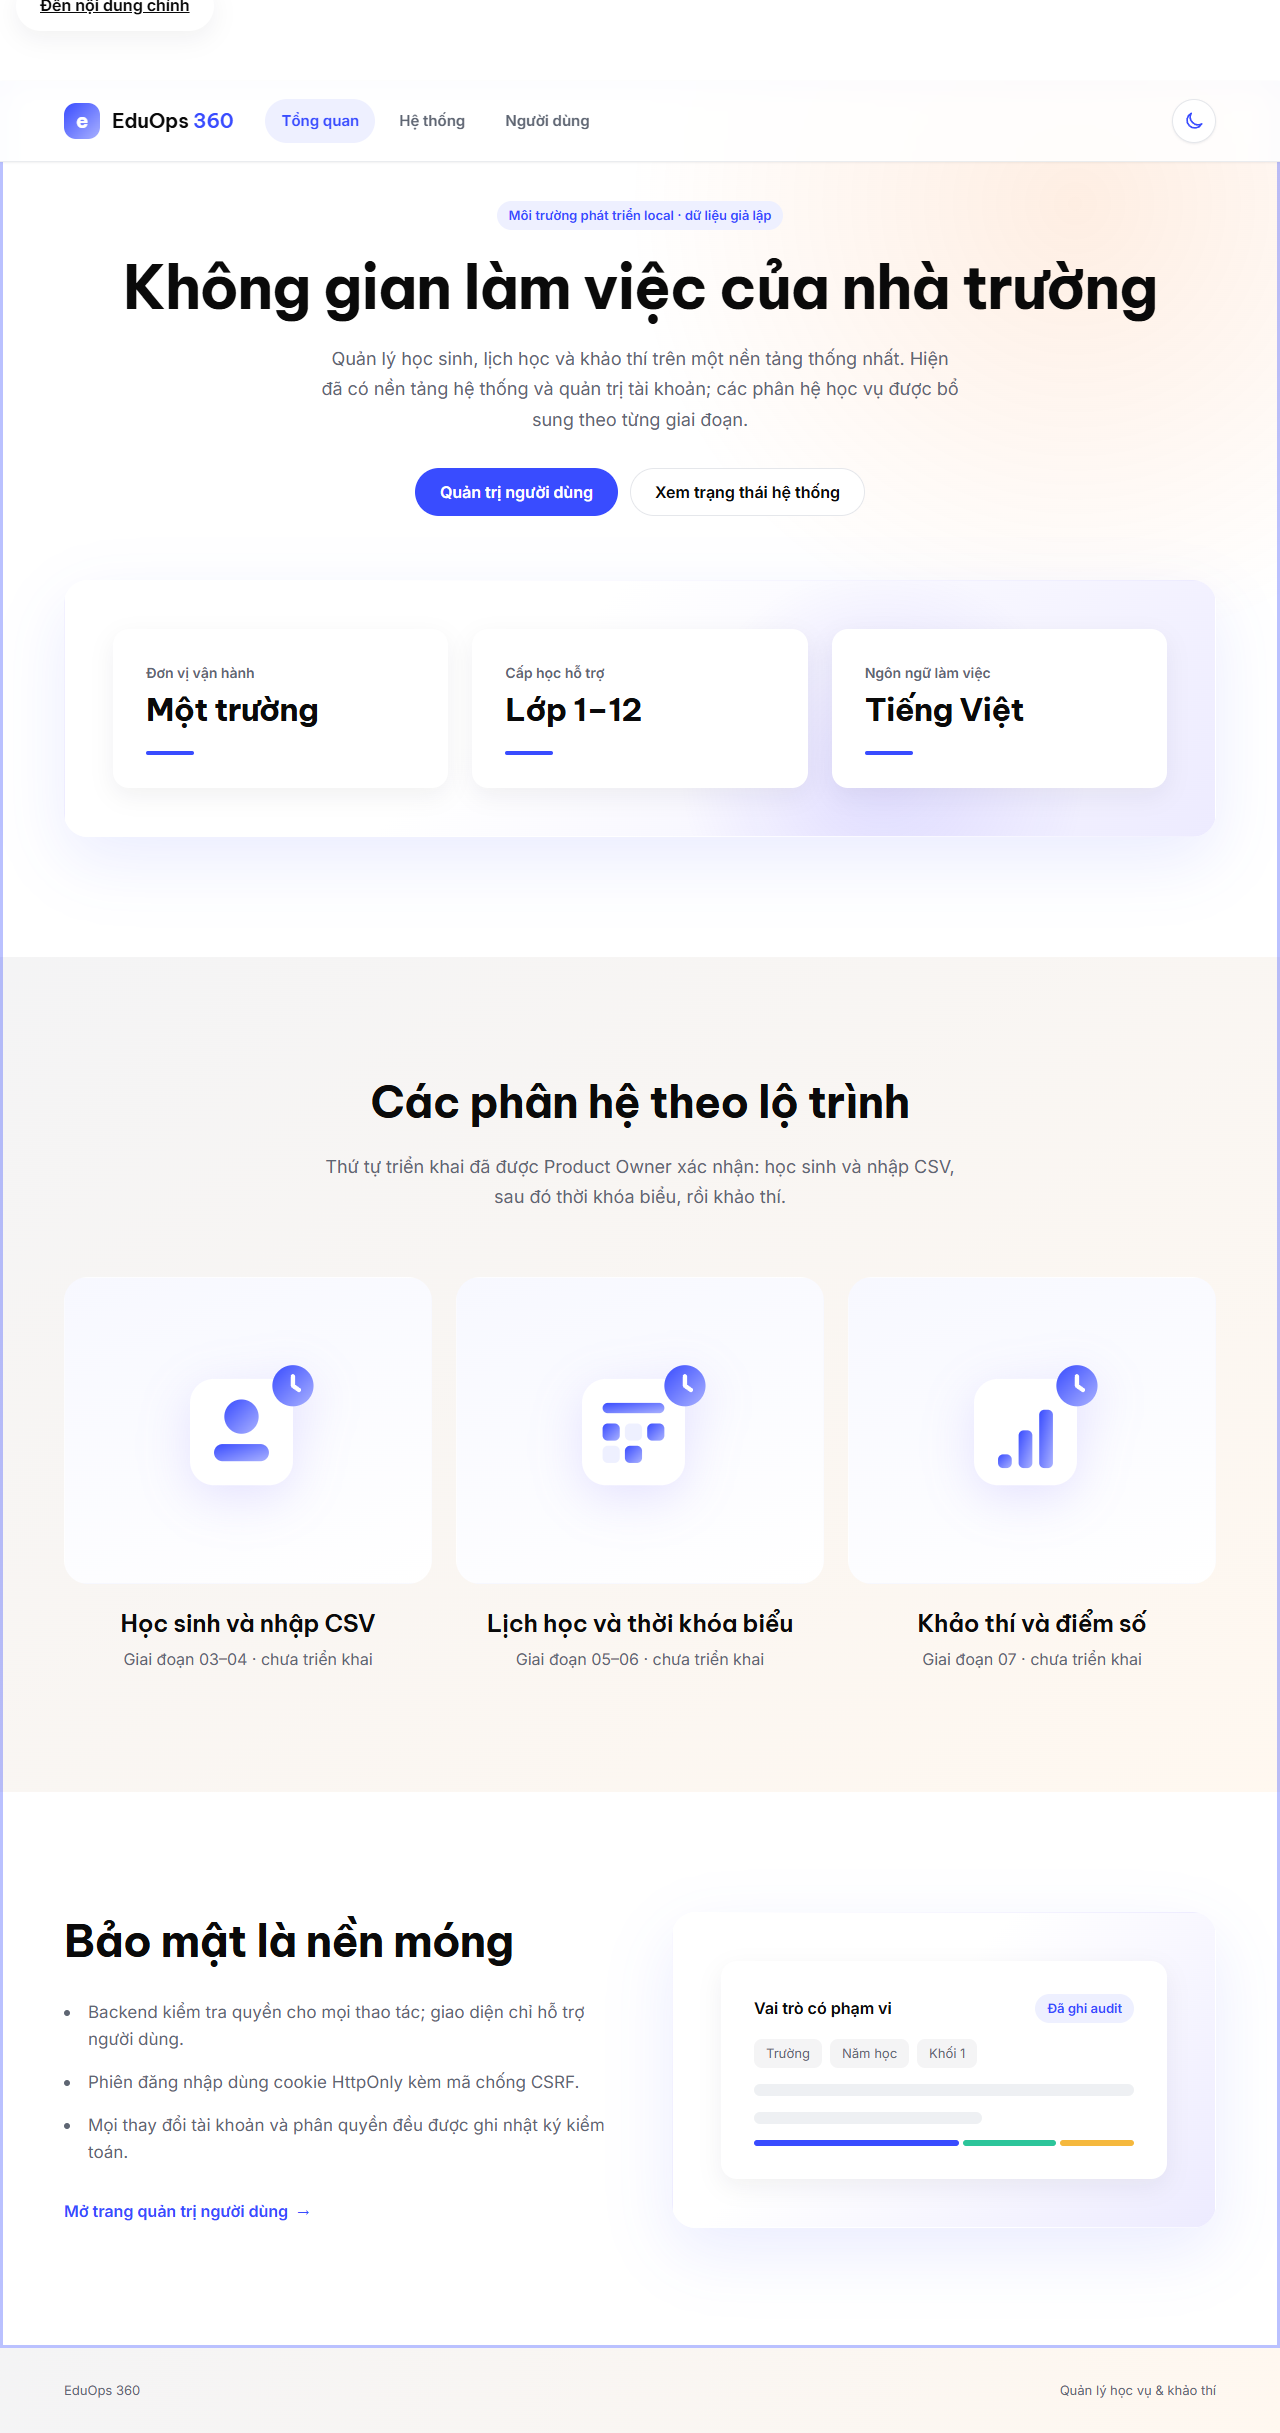 Đến nội dung chính
e EduOps 360
Tổng quan
Hệ thống
Người dùng
Môi trường phát triển local · dữ liệu giả lập
Không gian làm việc của nhà trường
Quản lý học sinh, lịch học và khảo thí trên một nền tảng thống nhất. Hiện
đã có nền tảng hệ thống và quản trị tài khoản; các phân hệ học vụ được bổ
sung theo từng giai đoạn.
Quản trị người dùng
Xem trạng thái hệ thống
Đơn vị vận hành
Một trường
Cấp học hỗ trợ
Lớp 1–12
Ngôn ngữ làm việc
Tiếng Việt
Các phân hệ theo lộ trình
Thứ tự triển khai đã được Product Owner xác nhận: học sinh và nhập CSV,
sau đó thời khóa biểu, rồi khảo thí.
Học sinh và nhập CSV
Giai đoạn 03–04 · chưa triển khai
Lịch học và thời khóa biểu
Giai đoạn 05–06 · chưa triển khai
Khảo thí và điểm số
Giai đoạn 07 · chưa triển khai
Bảo mật là nền móng
Backend kiểm tra quyền cho mọi thao tác; giao diện chỉ hỗ trợ
người dùng.
Phiên đăng nhập dùng cookie HttpOnly kèm mã chống CSRF.
Mọi thay đổi tài khoản và phân quyền đều được ghi nhật ký kiểm
toán.
Mở trang quản trị người dùng →
Vai trò có phạm vi
Đã ghi audit
Trường
Năm học
Khối 1
EduOps 360
Quản lý học vụ & khảo thí